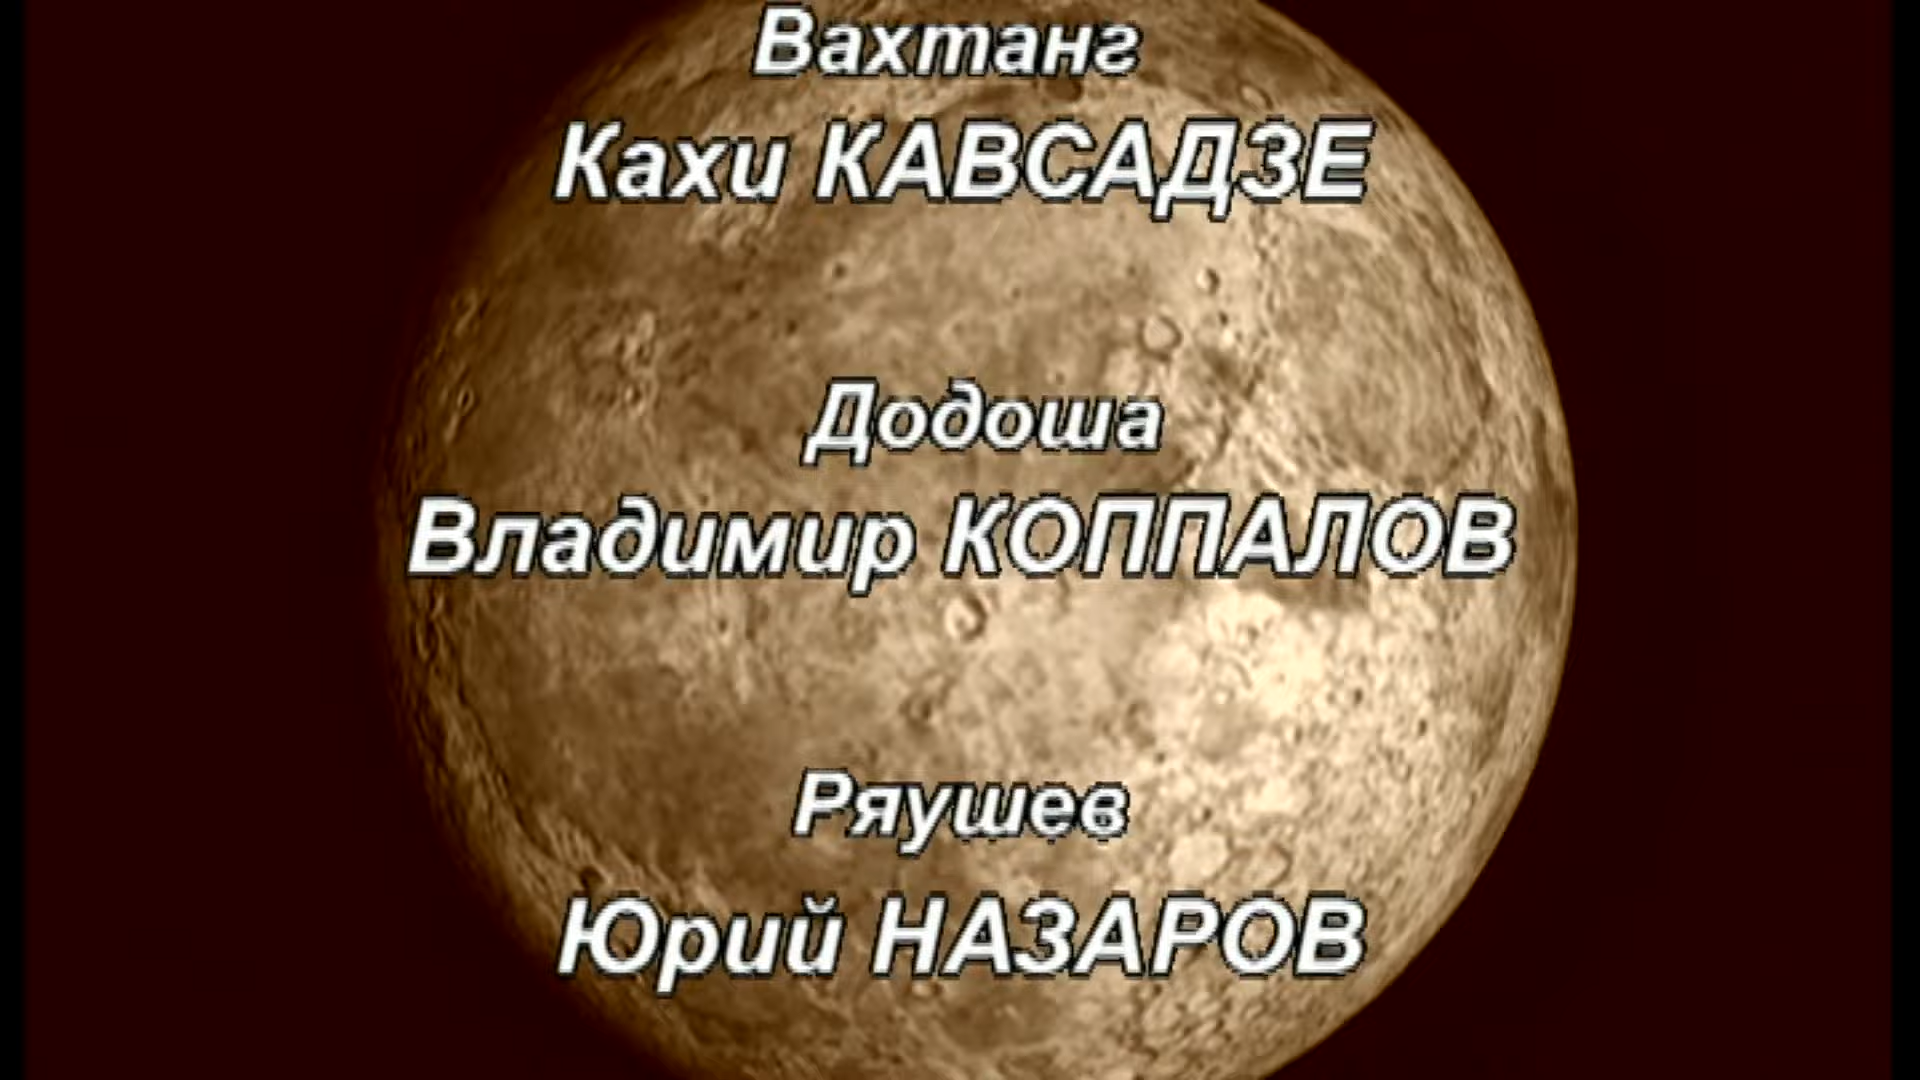 Вахтанг
Кахи КАВСАДЗЕ
Додоша
Владимир КОППАЛОВ
Ряушев
Юрий НАЗАРОВ